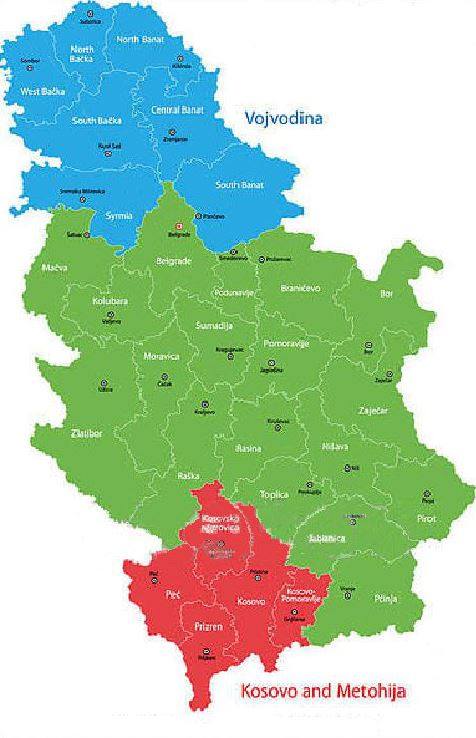 Subotica
North Banat
North
Bačka
Sombor
Kikinda
West Bačka
Central Banat
South Bačka
Vojvodina
Novi Sad
Zrenjanin
South Banat
Sremska Mitrovica
Syrmia
Pančevo
Šabac
Belgrade
Smederevo
Požarevac
Mačva
Belgrade
Podunavlje
Braničevo
Bor
Kolubara
Valjevo
Šumadija
Moravica
Kragujevac
Pomoravlje
Bor
Jagodina
Zaječar
Užice
Čačak
Kraljevo
Zaječar
Kruševac
Zlatibor
Rasina
Nišava
Niš
Raška
Toplica
Prokuplje
Pirot
Pirot
Kosovska
Mitrovica
Jablanica
Peć
Peć
Priština
Kosovo
Kosovo-
Pomoravlje
Vranje
Pčinja
Prizren
Gnjilane
Prizren
Kosovo and Metohija